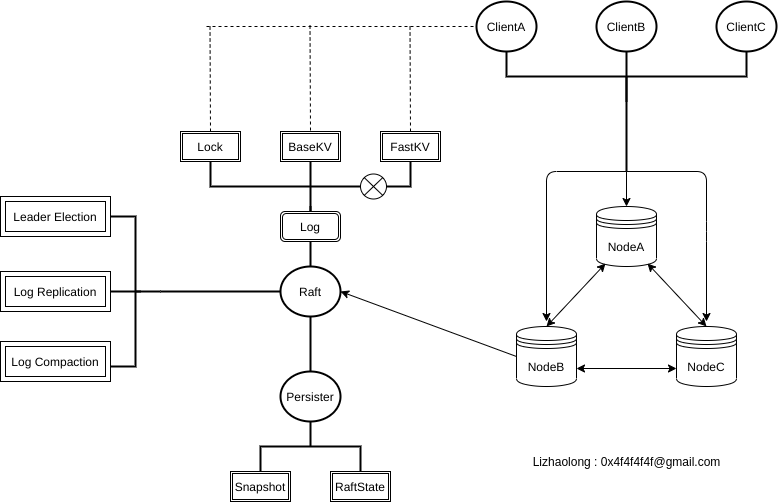 ClientA
ClientB
ClientC
Lock
BaseKV
FastKV
Leader Election
Log
NodeA
Log Replication
Raft
Log Compaction
NodeB
NodeC
Persister
Lizhaolong : 0x4f4f4f4f@gmail.com
Snapshot
RaftState